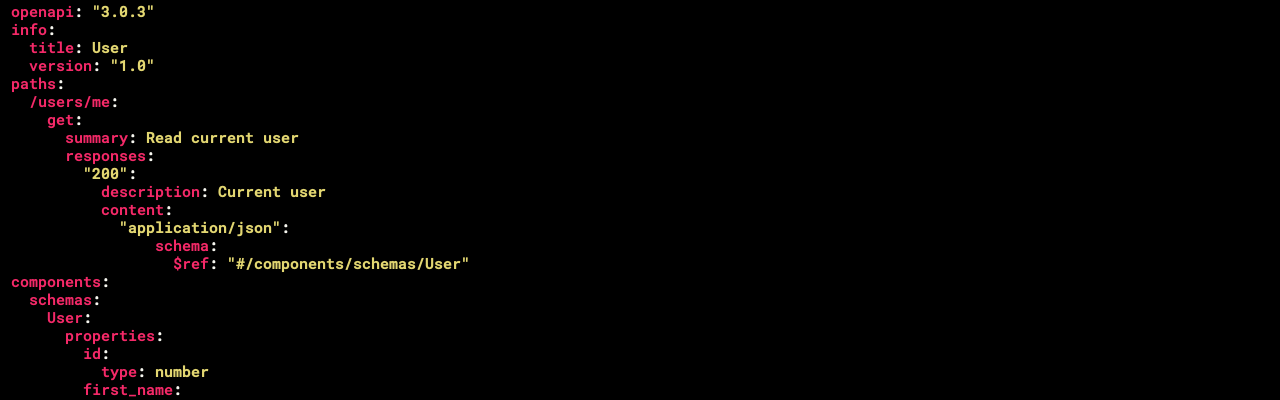 openapi: "3.0.3"
info:
  title: User
  version: "1.0"
paths:
  /users/me:
    get:
      summary: Read current user
      responses:
        "200":
          description: Current user
          content:
            "application/json":
                schema:
                  $ref: "#/components/schemas/User"
components:
  schemas:
    User:
      properties:
        id:
          type: number
        first_name: